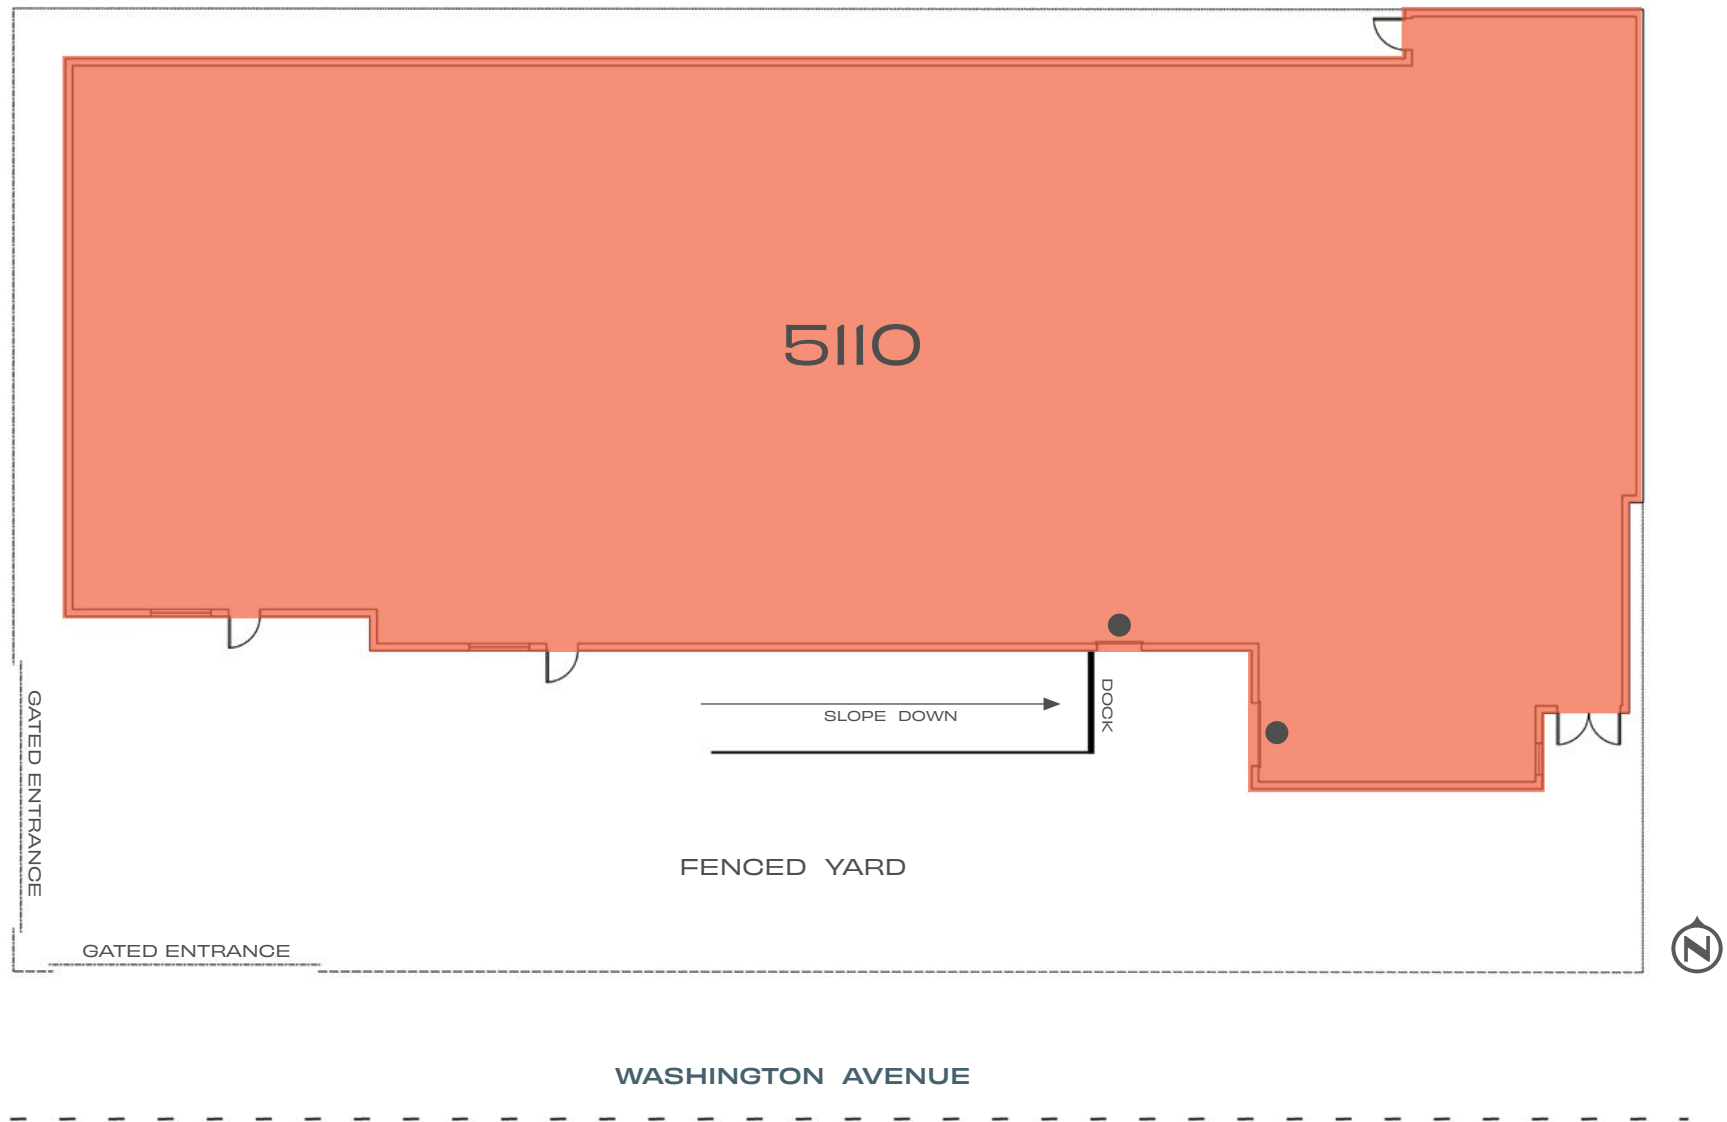 5110
SLOPE DOWN
DOCK
GATED ENTRANCE
FENCED YARD
GATED ENTRANCE
N
WASHINGTON AVENUE